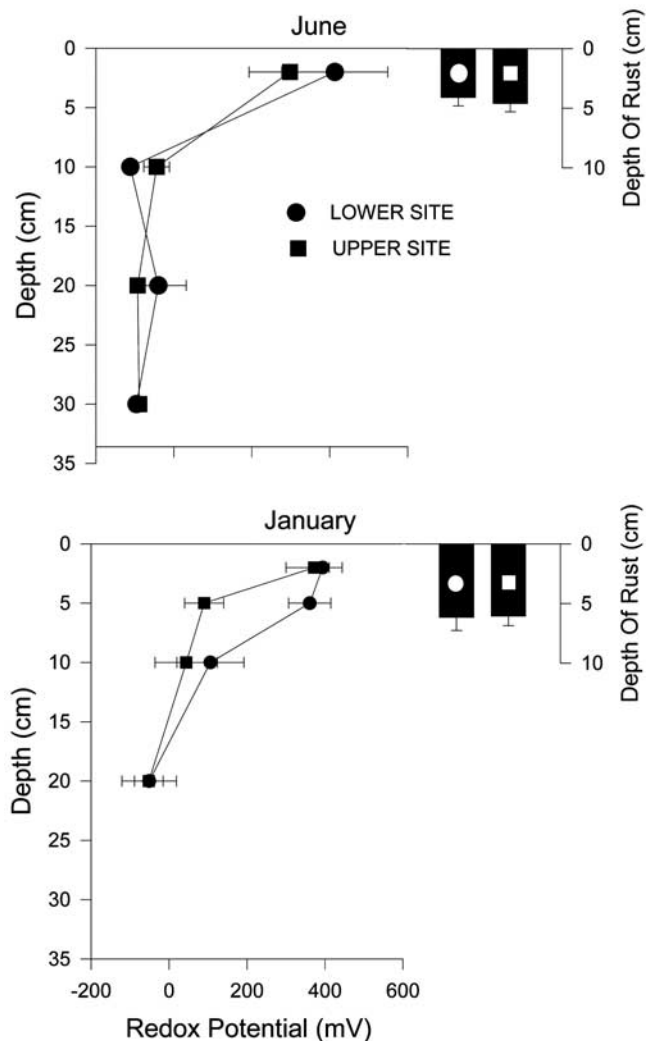 June
0
5
10
15
20
25
30
35
Depth (cm)
LOWER SITE
UPPER SITE
0
5
10
Depth Of Rust (cm)
January
0
5
10
15
20
25
30
35
Depth (cm)
0
5
10
Depth Of Rust (cm)
-200 0 200 400 600
Redox Potential (mV)